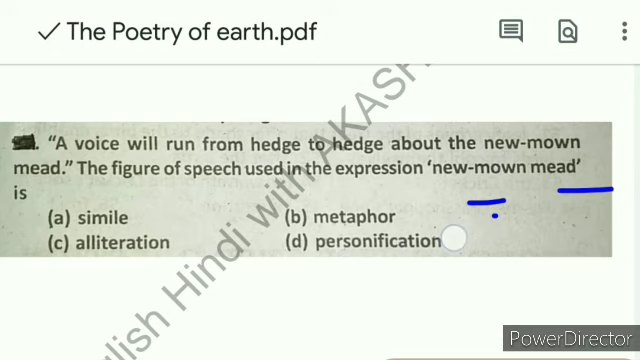 The Poetry of earth.pdf
"A voice will run from hedge to hedge about the new-mown
mead." The figure of speech used in the expression 'new-mown mead'
is
(a) simile
(b) metaphor
(c) alliteration
(d) personification
glish Hindi with AKASH
PowerDirector